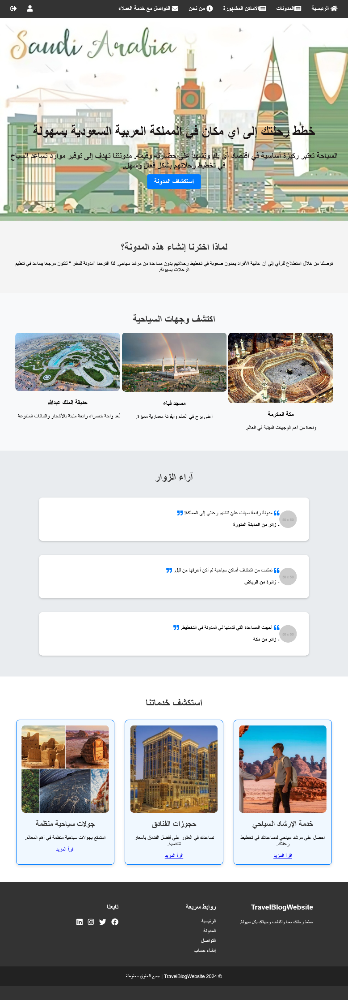 الرئيسية
المدونات
الاماكن المشهورة
من نحن
التواصل مع خدمة العملاء
Saudi Arabia
خطط رحلتك إلى اي مكان في المملكة العربية السعودية بسهولة
السياحة تعتبر ركيزة أساسية في اقتصاد أي بلد وتشهد على حضارته وقيمه. مدونتنا تهدف إلى توفير موارد تساعد السياح
في تخطيط رحلاتهم بشكل فعال وسهل.
استكشاف المدونة
لماذا اخترنا إنشاء هذه المدونة؟
توصلنا من خلال استطلاع للرأي إلى أن غالبية الأفراد يجدون صعوبة في تخطيط رحلاتهم بدون مساعدة من مرشد سياحي. لذا اقترحنا "مدونة للسفر " لتكون مرجعًا يساعد في تنظيم
الرحلات بسهولة.
اكتشف وجهات السياحية
مكة المكرمة
واحدة من أهم الوجهات الدينية في العالم.
مسجد قباء
أعلى برج في العالم وأيقونة معمارية مميزة.
حديقة الملك عبدالله
تُعد واحة خضراء رائعة مليئة بالأشجار والنباتات المتنوعة..
آراء الزوار
50 x 50
مدونة رائعة سهلت عليّ تنظيم رحلتي إلى المملكة!
- زائر من المدينة المنورة
50 x 50
تمكنت من اكتشاف أماكن سياحية لم أكن أعرفها من قبل.
- زائرة من الرياض
50 x 50
أحببت المساعدة التي قدمتها لي المدونة في التخطيط.
- زائر من مكة
استكشف خدماتنا
خدمة الإرشاد السياحي
احصل على مرشد سياحي لمساعدتك في تخطيط
رحلتك.
اقرأ المزيد
حجوزات الفنادق
نساعدك في العثور على أفضل الفنادق بأسعار
تنافسية.
اقرأ المزيد
جولات سياحية منظمة
استمتع بجولات سياحية منظمة في أهم المعالم.
اقرأ المزيد
TravelBlogWebsite
خطط رحلتك معنا واكتشف وجهاتك بكل سهولة.
روابط سريعة
الرئيسية
المدونة
التواصل
إنشاء حساب
تابعنا
© 2024 TravelBlogWebsite | جميع الحقوق محفوظة